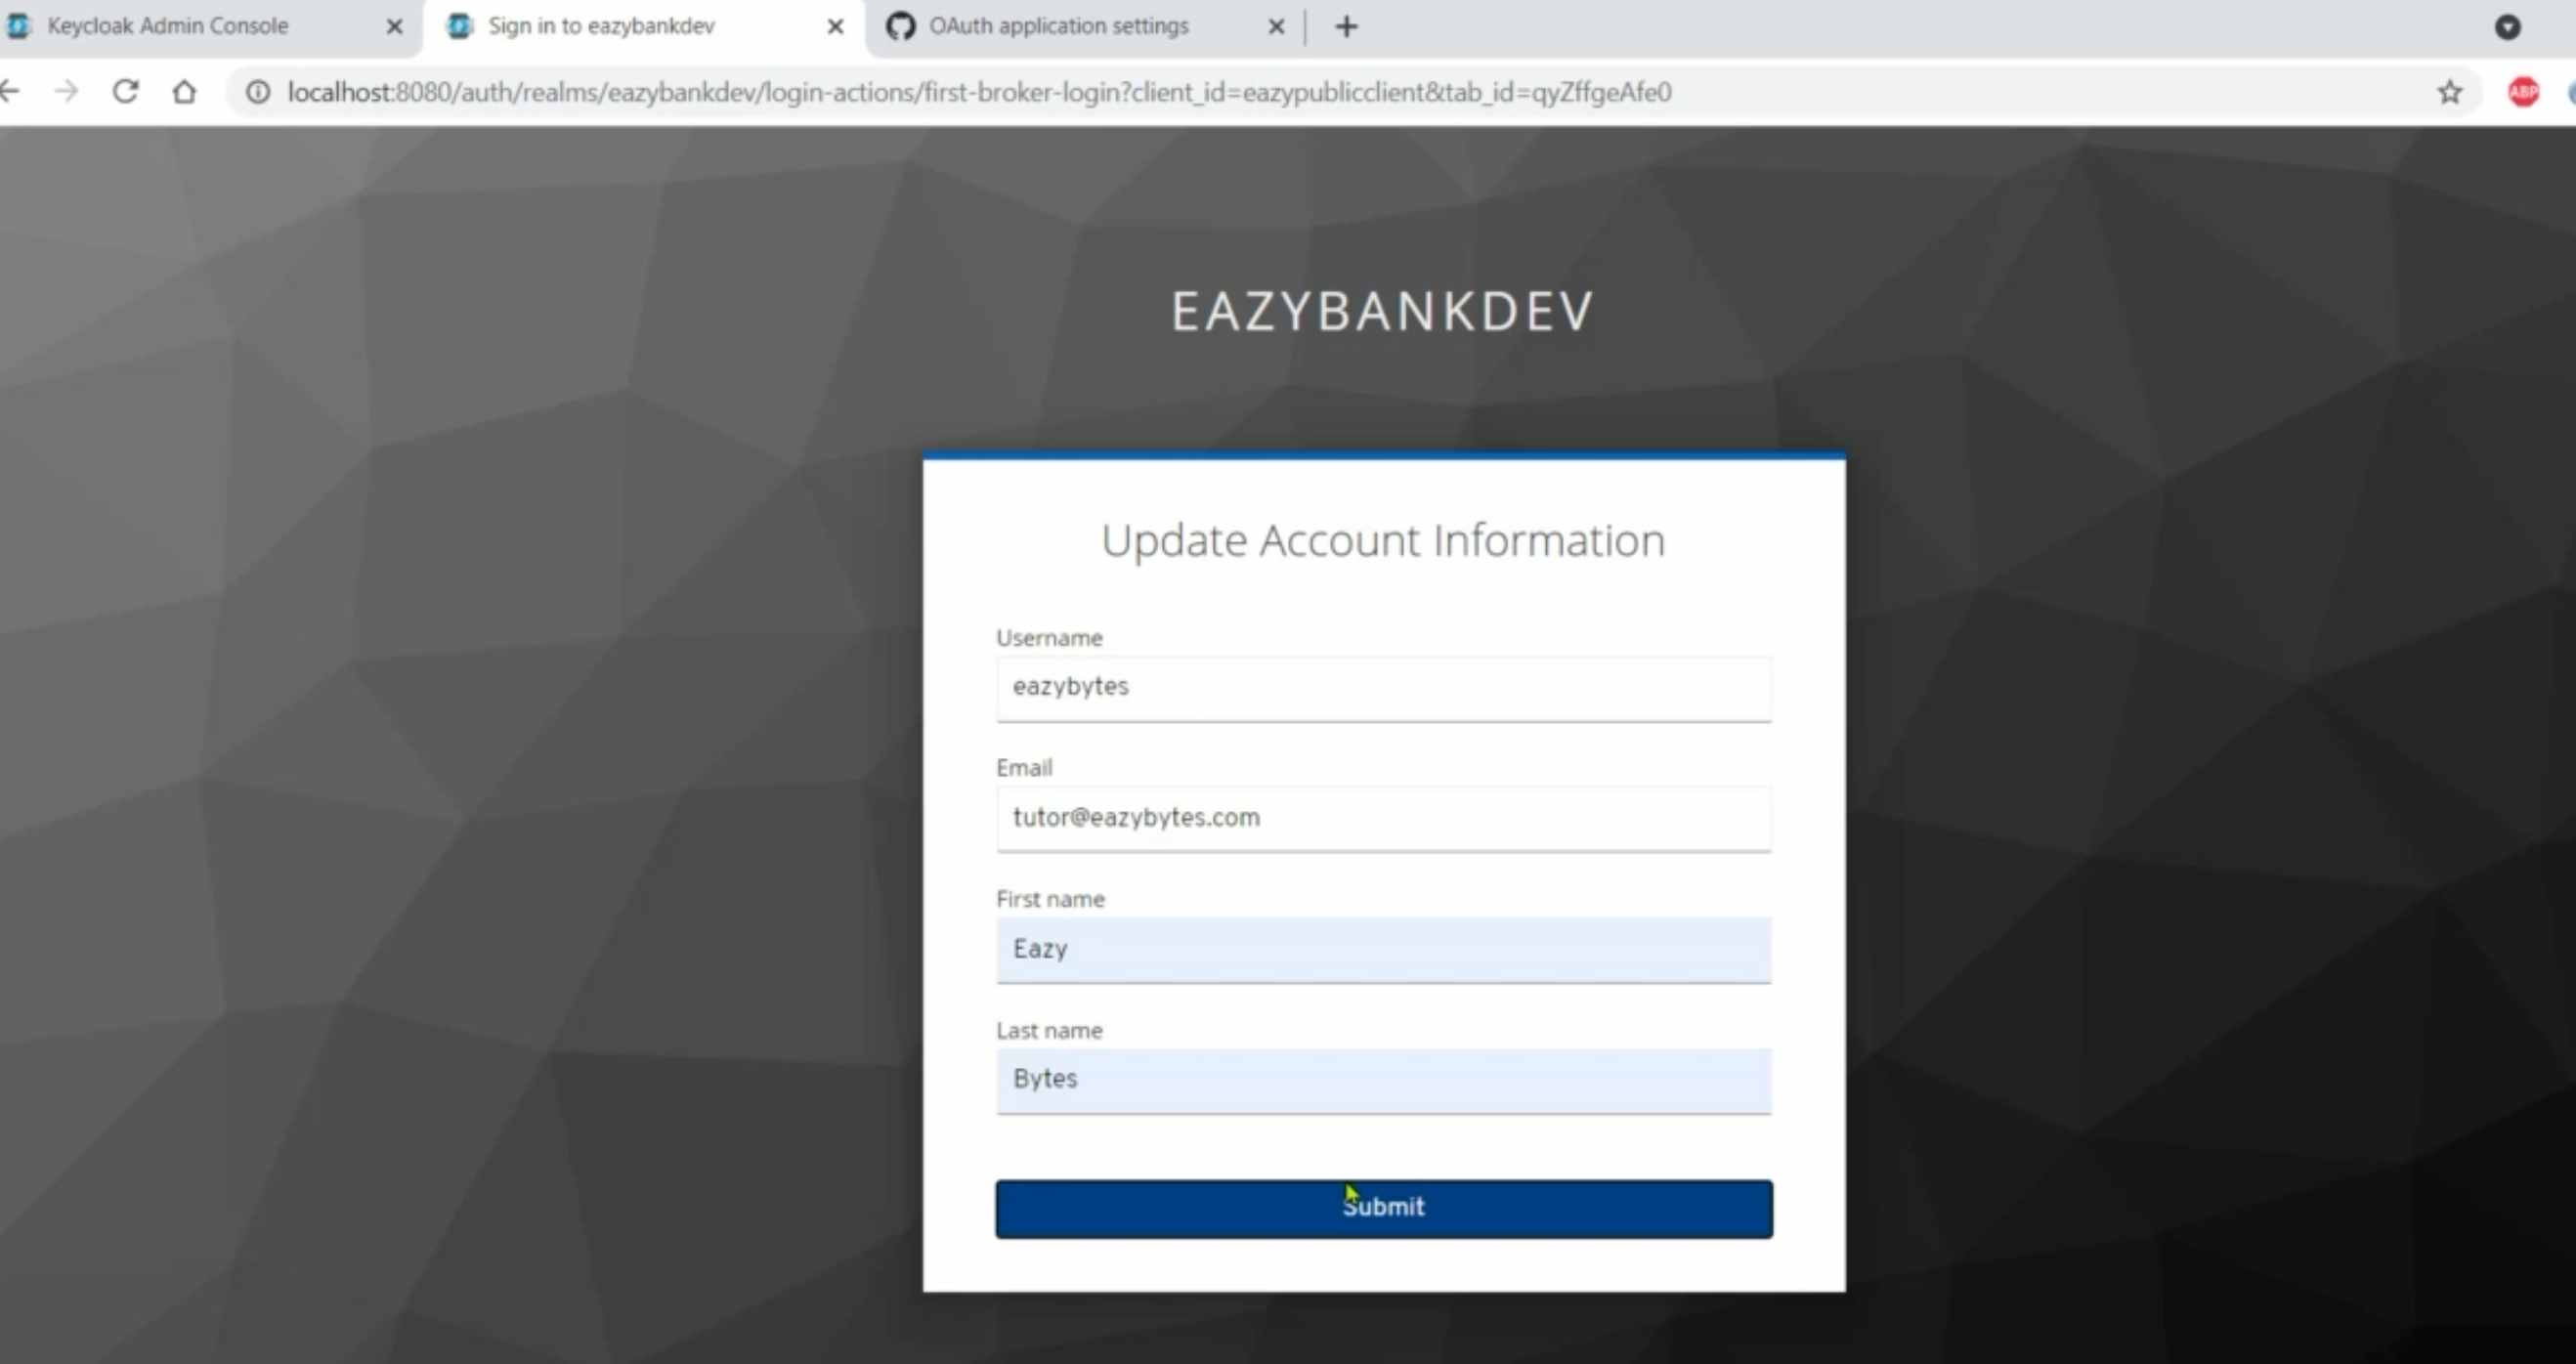 Keycloak Admin Console
Sign in to eazybankdev
OAuth application settings
localhost:8080/auth/realms/eazybankdev/login-actions/first-broker-login?client_id=eazypublicclient&tab_id=qyZffgeAfe0
ABP
EAZYBANKDEV
Update Account Information
Username
eazybytes
Email
tutor@eazybytes.com
First name
Eazy
Last name
Bytes
Submit